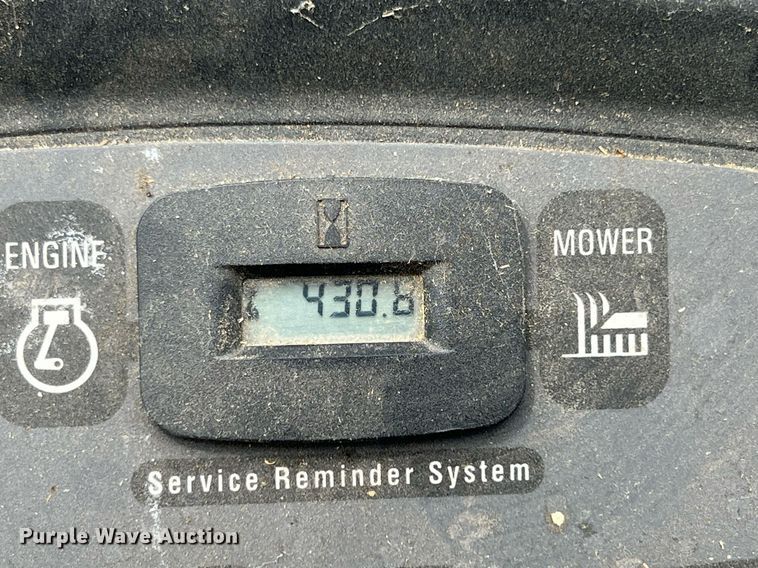 ENGINE
MOWER
430.6
Service Reminder System
Purple Wave Auction